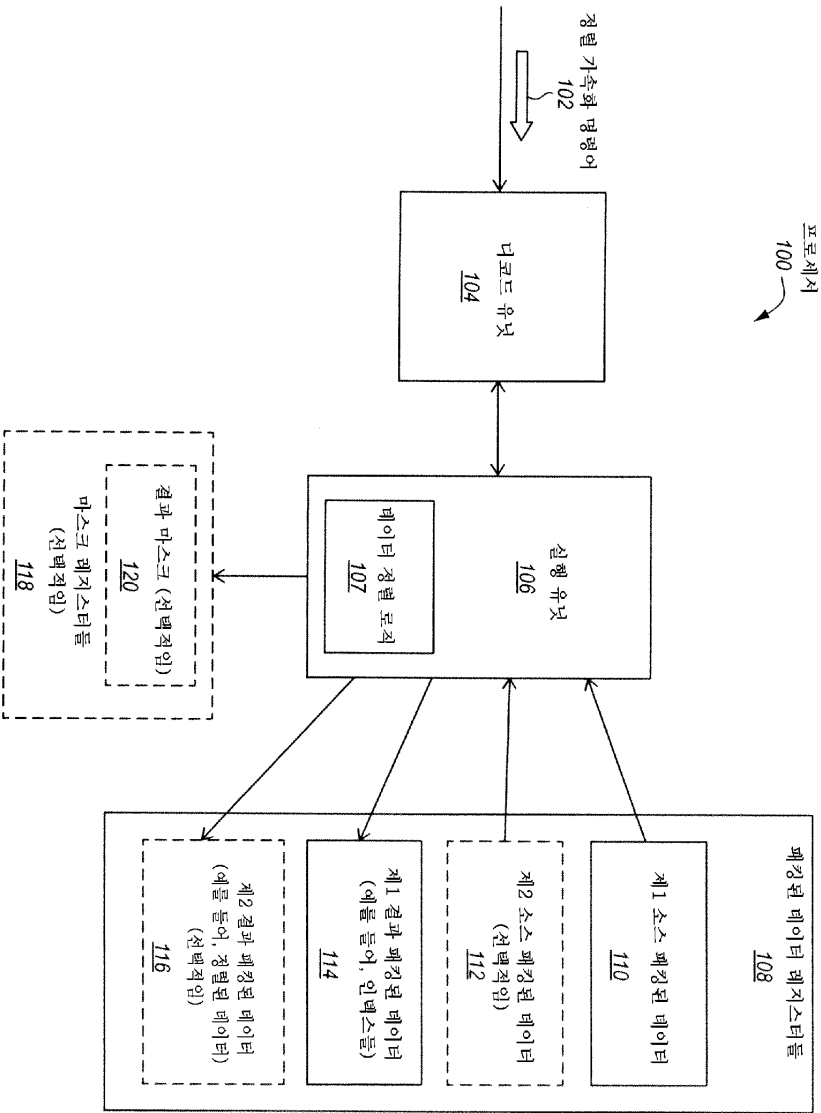 프로세서
100
정렬 가속화 명령어
102
디코드 유닛
104
실행 유닛
106
데이터 정렬 로직
107
패킹된 데이터 레지스터들
108
제1 소스 패킹된 데이터
110
제2 소스 패킹된 데이터
(선택적임)
112
제1 결과 패킹된 데이터
(예를 들어, 인덱스들)
114
제2 결과 패킹된 데이터
(예를 들어, 정렬된 데이터)
(선택적임)
116
결과 마스크 (선택적임)
120
마스크 레지스터들
(선택적임)
118